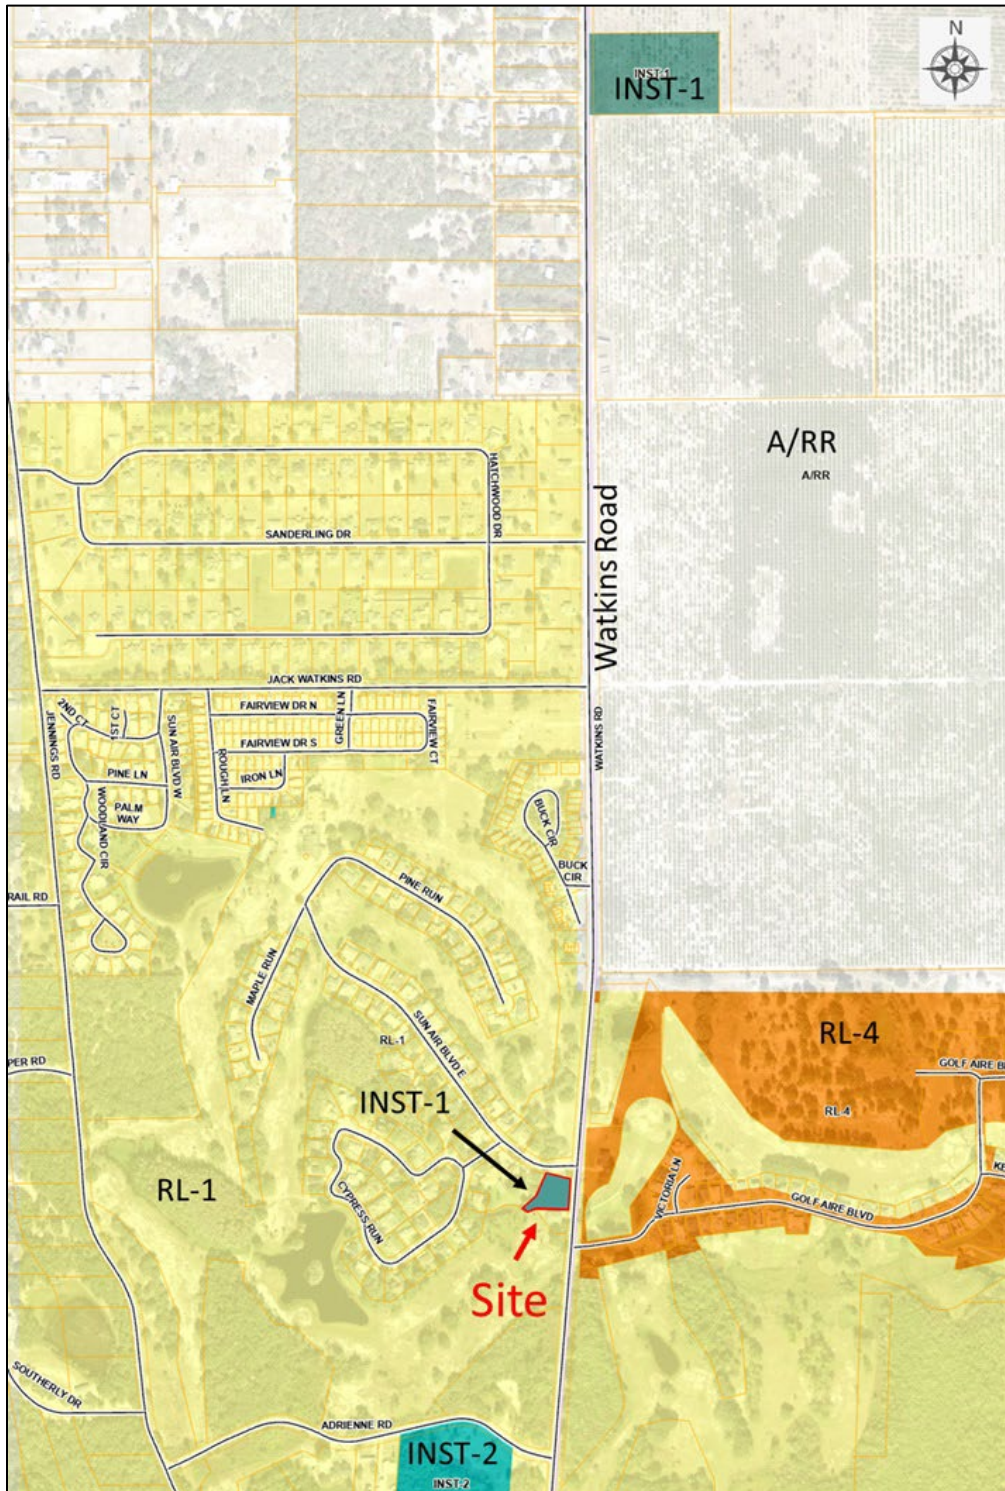 N
INST-1
INST-1
A/RR
A/RR
HATCHWOOD DR
SANDERLING DR
Watkins Road
JACK WATKINS RD
FAIRVIEW DR N
GREEN LN
FAIRVIEW CT
2ND CT
1ST CT
SUN AIR BLVD W
JENNINGS RD
WATKINS RD
FAIRVIEW DR S
ROUGH LN
IRON LN
PINE LN
PALM
WAY
WOODLAND CIR
BUCK CIR
BUCK
CIR
RAIL RD
PINE RUN
MAPLE RUN
SUN AIR BLVD E
RL-1
RL-4
PER RD
GOLF AIRE BL
INST-1
RL-4
RL-1
CYPRESS RUN
VICTORIA LN
KE
GOLF AIRE BLVD
Site
SOUTHERLY DR
ADRIENNE RD
INST-2
INST-2